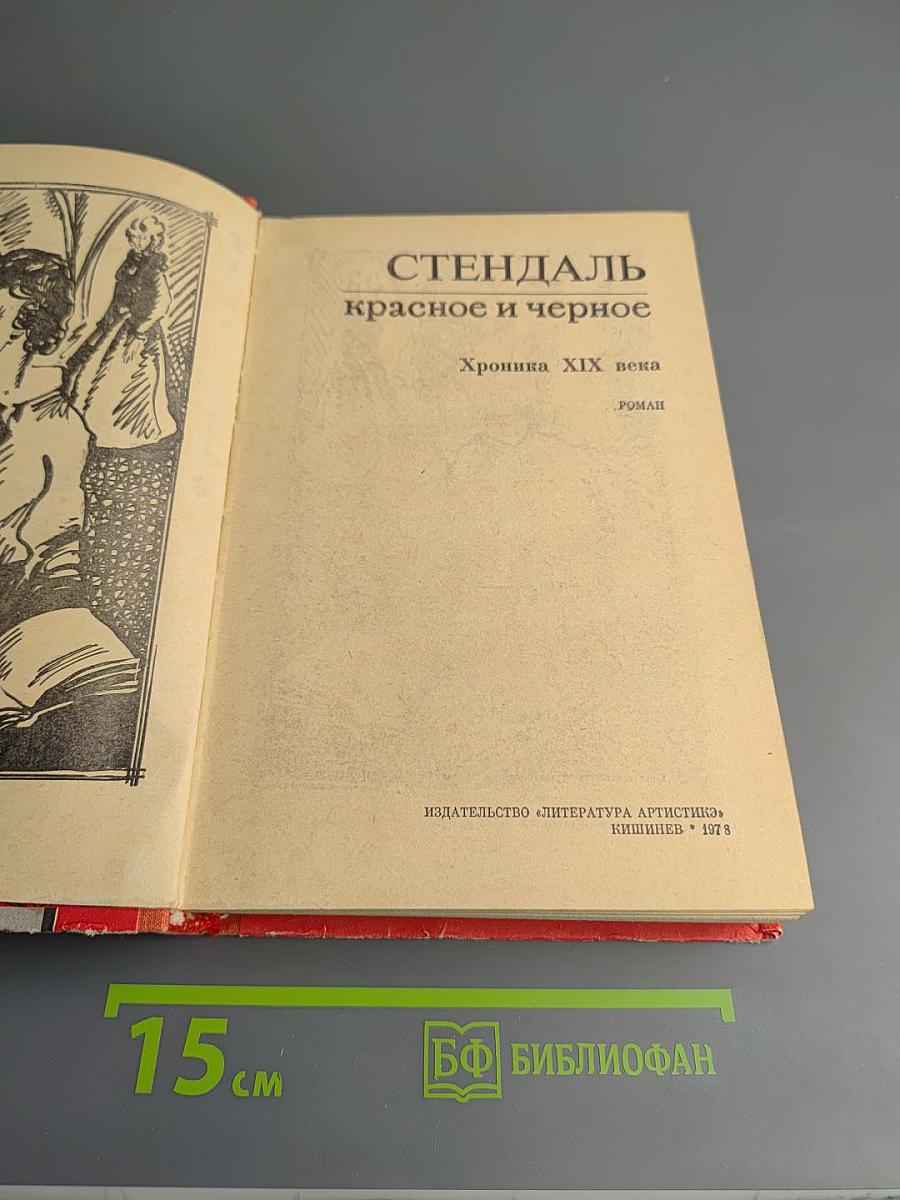 СТЕНДАЛЬ
красное и черное
Хроника XIX века
РОМАН
ИЗДАТЕЛЬСТВО «ЛИТЕРАТУРА АРТИСТИКЭ»
КИШИНЕВ * 1978
15 см
БФ БИБЛИОФАН